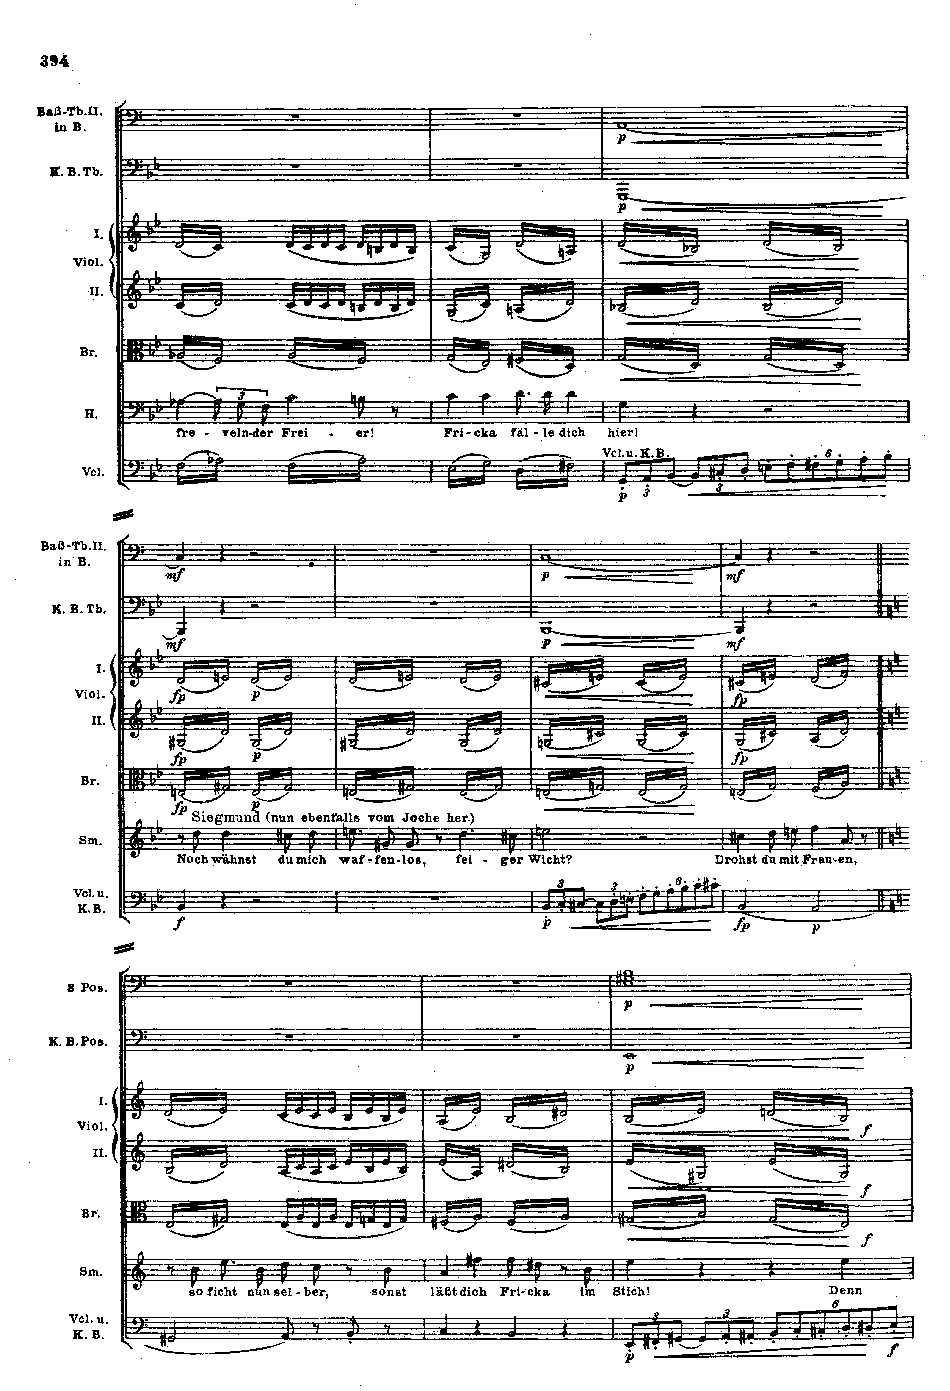 394
Baß-Tb.II.
in B.
K. B. Tb.
p
p
I.
Viol.
II.
Br.
H.
3
fre - veln-der Frei - er! Fri-cka fäl - le dich hier!
Vcl. u. K. B.
Vcl.
p 3 3 6
Baß-Tb.II.
in B.
mf p mf
K. B. Tb.
mf p mf
I.
Viol.
fp p fp
II.
fp p fp
Br.
fp p
Siegmund (nun ebenfalls vom Joche her.)
Sm.
Noch wähnst du mich waf-fen-los, fei - ger Wicht? Drohst du mit Frau-en,
Vcl. u.
K. B.
3 3 6
f p fp p
3 Pos.
p
K. B. Pos.
p
I.
Viol.
f
II.
f
Br.
f
Sm.
so ficht nun sel - ber, sonst läßt dich Fri-cka im Stich! Denn
Vcl. u.
K. B.
3 3 6
p f